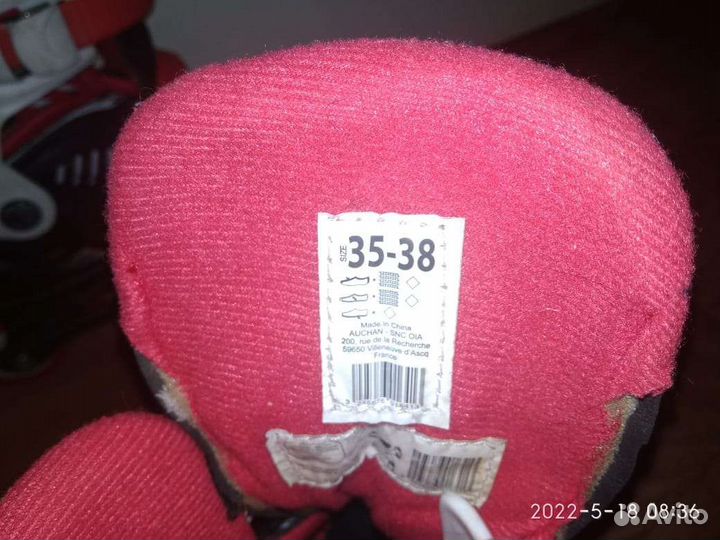 SIZE 35-38
Made in China
AUCHAN - SNC OIA
200, rue de la Recherche
59650 Villeneuve d'Ascq
France
2022-5-18 08:36
Avito